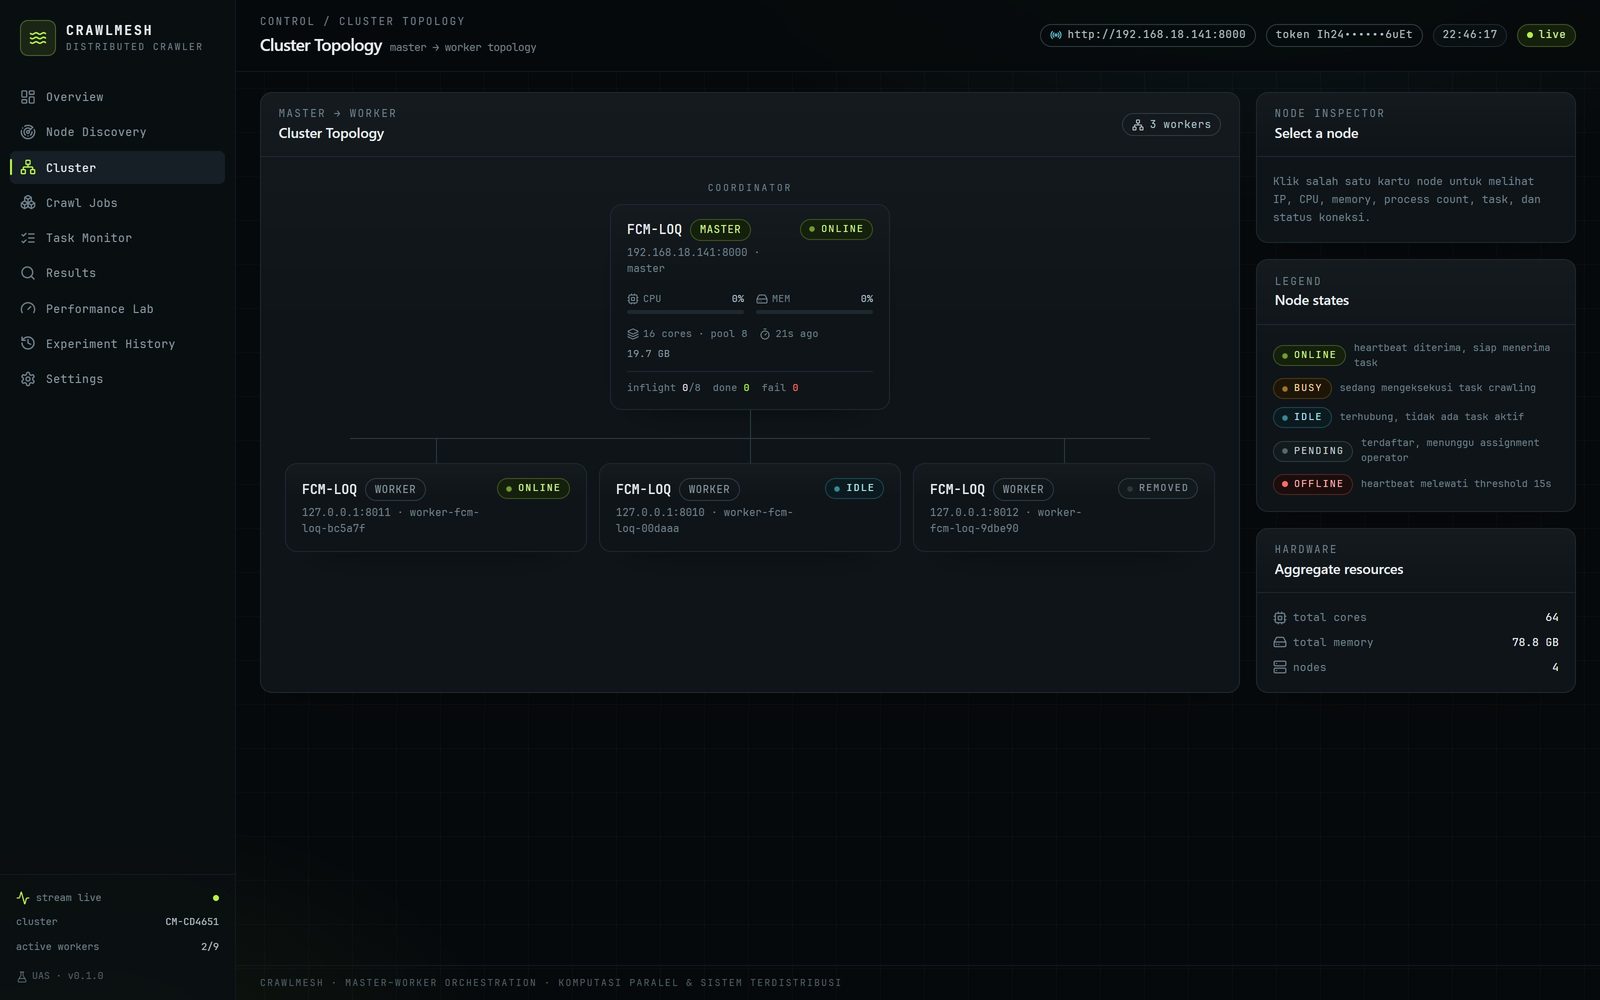 CRAWLMESH
DISTRIBUTED CRAWLER
Overview
Node Discovery
Cluster
Crawl Jobs
Task Monitor
Results
Performance Lab
Experiment History
Settings
stream live
cluster CM-CD4651
active workers 2/9
UAS · v0.1.0
CONTROL / CLUSTER TOPOLOGY
Cluster Topology master → worker topology
http://192.168.18.141:8000
token Ih24••••••6uEt
22:46:17
live
MASTER → WORKER
Cluster Topology
3 workers
COORDINATOR
FCM-LOQ MASTER ONLINE
192.168.18.141:8000 ·
master
CPU 0% MEM 0%
16 cores · pool 8 21s ago
19.7 GB
inflight 0/8 done 0 fail 0
FCM-LOQ WORKER ONLINE
127.0.0.1:8011 · worker-fcm-
loq-bc5a7f
FCM-LOQ WORKER IDLE
127.0.0.1:8010 · worker-fcm-
loq-00daaa
FCM-LOQ WORKER REMOVED
127.0.0.1:8012 · worker-
fcm-loq-9dbe90
NODE INSPECTOR
Select a node
Klik salah satu kartu node untuk melihat
IP, CPU, memory, process count, task, dan
status koneksi.
LEGEND
Node states
ONLINE heartbeat diterima, siap menerima
task
BUSY sedang mengeksekusi task crawling
IDLE terhubung, tidak ada task aktif
PENDING terdaftar, menunggu assignment
operator
OFFLINE heartbeat melewati threshold 15s
HARDWARE
Aggregate resources
total cores 64
total memory 78.8 GB
nodes 4
CRAWLMESH · MASTER-WORKER ORCHESTRATION · KOMPUTASI PARALEL & SISTEM TERDISTRIBUSI